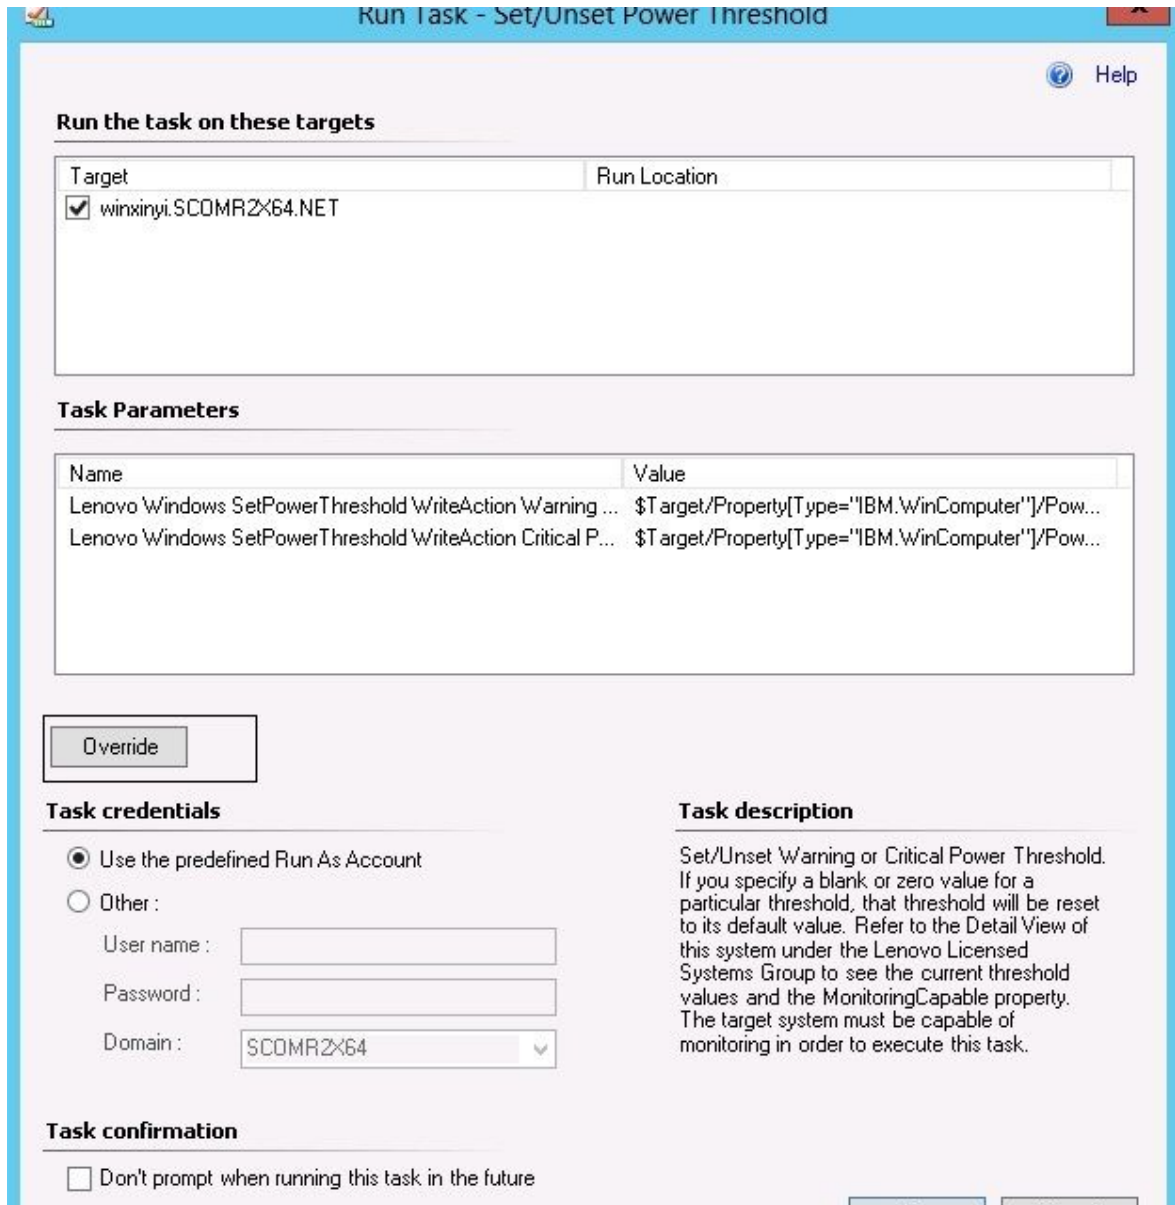 Run Task - Set/Unset Power Threshold
Help
Run the task on these targets
Target Run Location
winxinyi.SCOMR2X64.NET
Task Parameters
Name Value
Lenovo Windows SetPowerThreshold WriteAction Warning ... $Target/Property[Type="IBM.WinComputer"]/Pow...
Lenovo Windows SetPowerThreshold WriteAction Critical P... $Target/Property[Type="IBM.WinComputer"]/Pow...
Override
Task credentials
Use the predefined Run As Account
Other :
User name :
Password :
Domain : SCOMR2X64
Task description
Set/Unset Warning or Critical Power Threshold.
If you specify a blank or zero value for a
particular threshold, that threshold will be reset
to its default value. Refer to the Detail View of
this system under the Lenovo Licensed
Systems Group to see the current threshold
values and the MonitoringCapable property.
The target system must be capable of
monitoring in order to execute this task.
Task confirmation
Don't prompt when running this task in the future